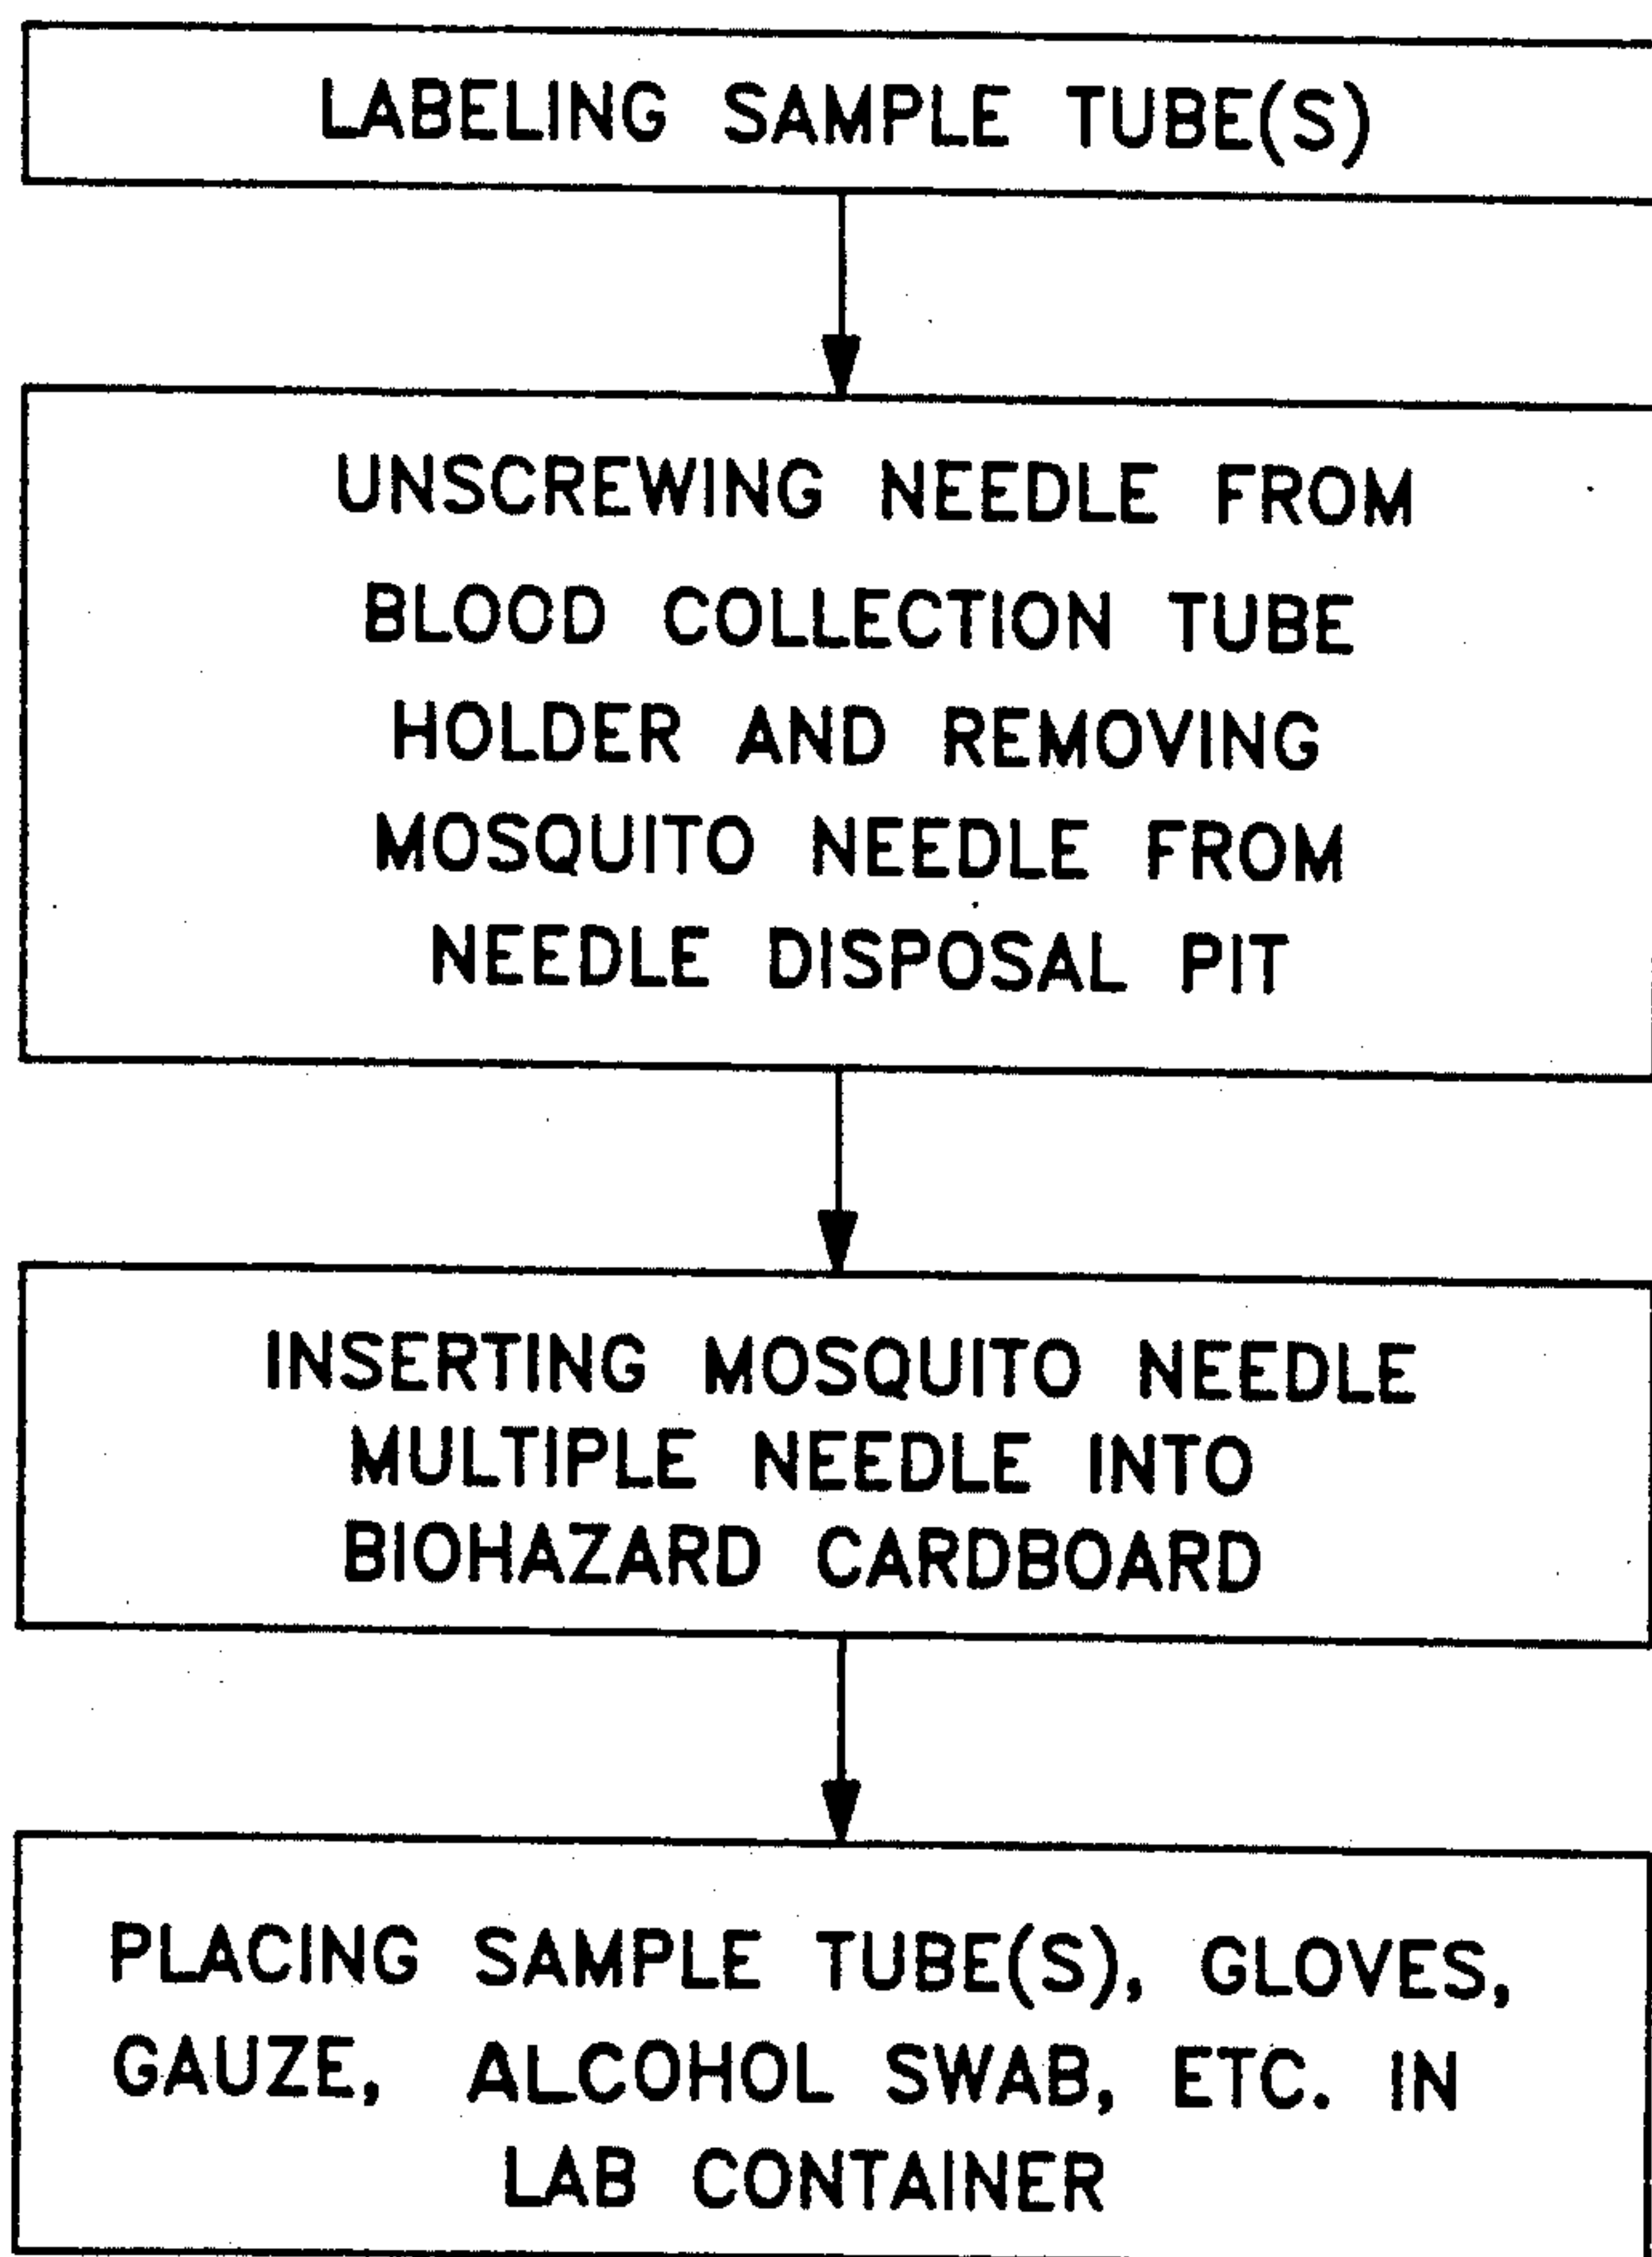 LABELING SAMPLE TUBE(S)
UNSCREWING NEEDLE FROM
BLOOD COLLECTION TUBE
HOLDER AND REMOVING
MOSQUITO NEEDLE FROM
NEEDLE DISPOSAL PIT
INSERTING MOSQUITO NEEDLE
MULTIPLE NEEDLE INTO
BIOHAZARD CARDBOARD
PLACING SAMPLE TUBE(S), GLOVES,
GAUZE, ALCOHOL SWAB, ETC. IN
LAB CONTAINER